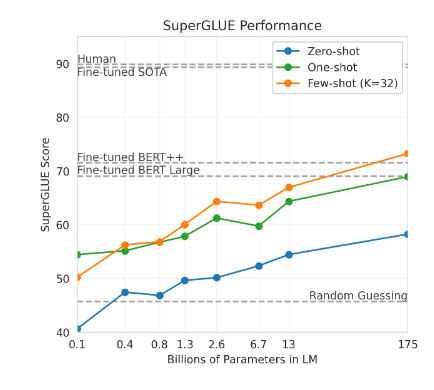 SuperGLUE Performance
Zero-shot
One-shot
Few-shot (K=32)
Human
Fine-tuned SOTA
Fine-tuned BERT++
Fine-tuned BERT Large
Random Guessing
SuperGLUE Score
90
80
70
60
50
40
0.1 0.4 0.8 1.3 2.6 6.7 13 175
Billions of Parameters in LM